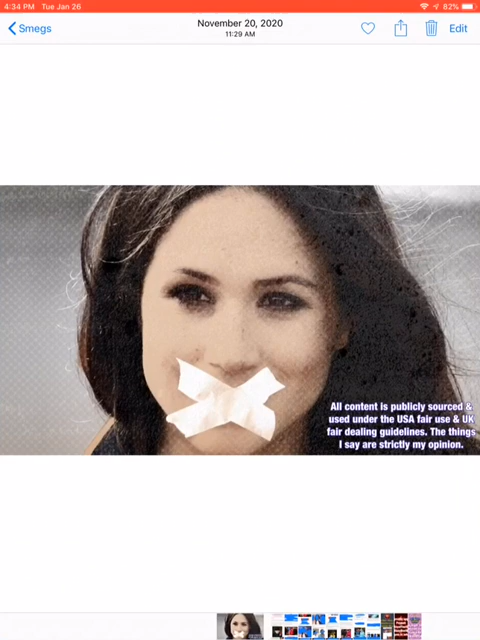 4:34 PM Tue Jan 26
82%
Smegs
November 20, 2020
11:29 AM
Edit
All content is publicly sourced &
used under the USA fair use & UK
fair dealing guidelines. The things
I say are strictly my opinion.